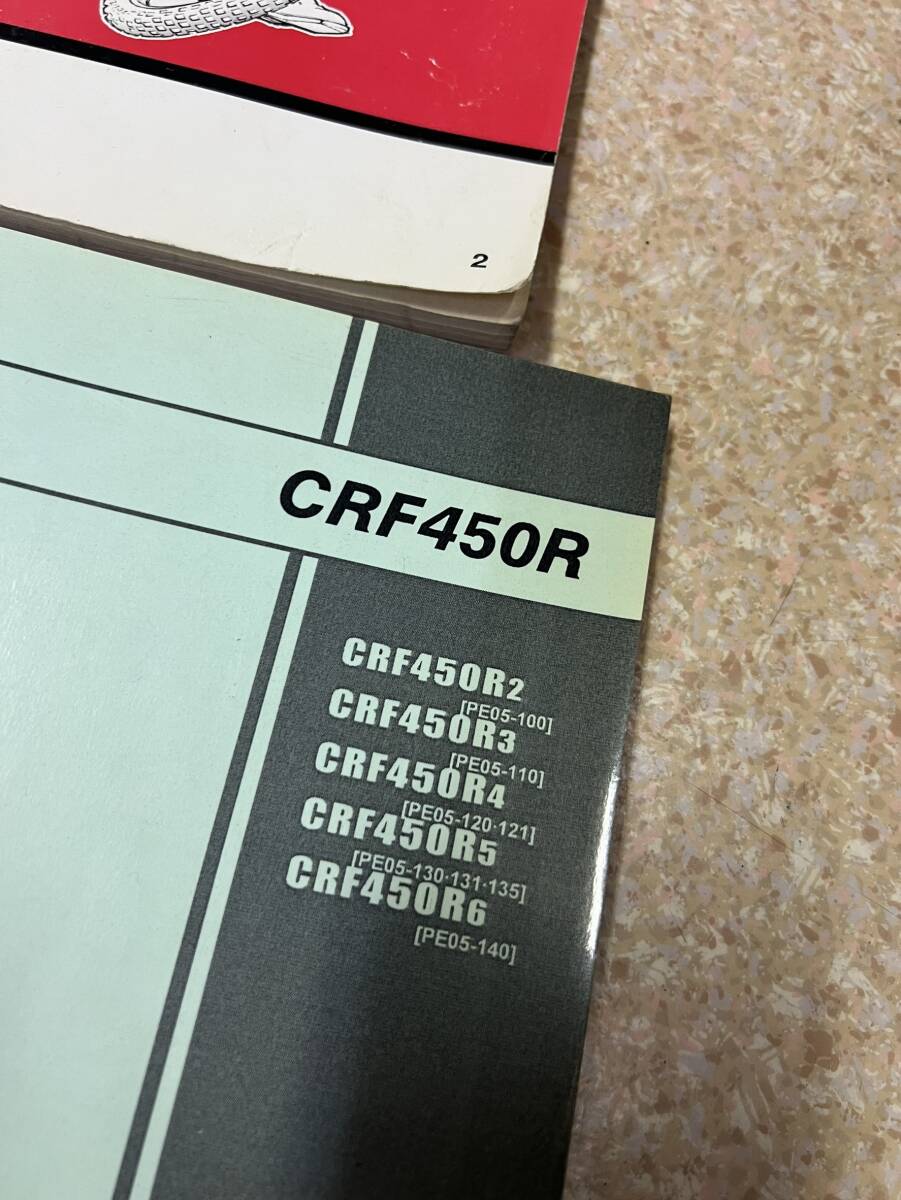 2
CRF450R
CRF450R2
[PE05-100]
CRF450R3
[PE05-110]
CRF450R4
[PE05-120·121]
CRF450R5
[PE05-130·131·135]
CRF450R6
[PE05-140]